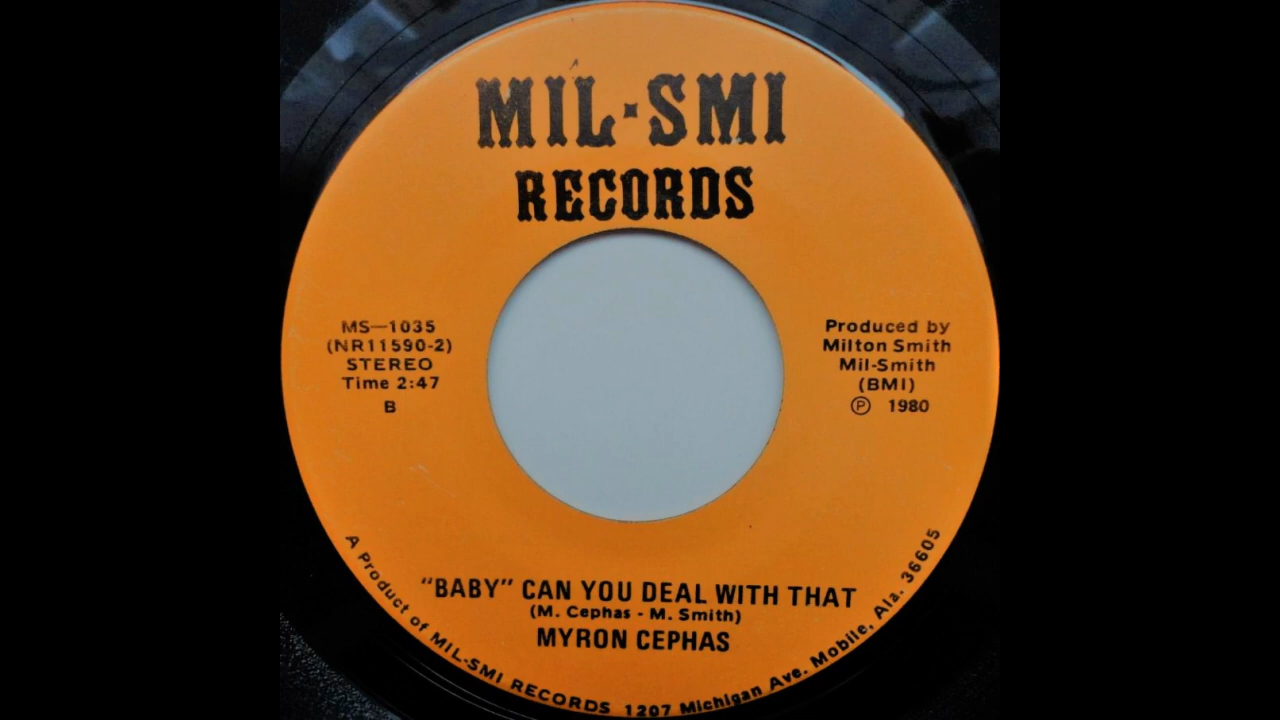 MIL·SMI
RECORDS
MS—1035
(NR11590-2)
STEREO
Time 2:47
B
Produced by
Milton Smith
Mil-Smith
(BMI)
℗ 1980
"BABY" CAN YOU DEAL WITH THAT
(M. Cephas - M. Smith)
MYRON CEPHAS
A Product of MIL-SMI RECORDS 1207 Michigan Ave. Mobile, Ala. 36605